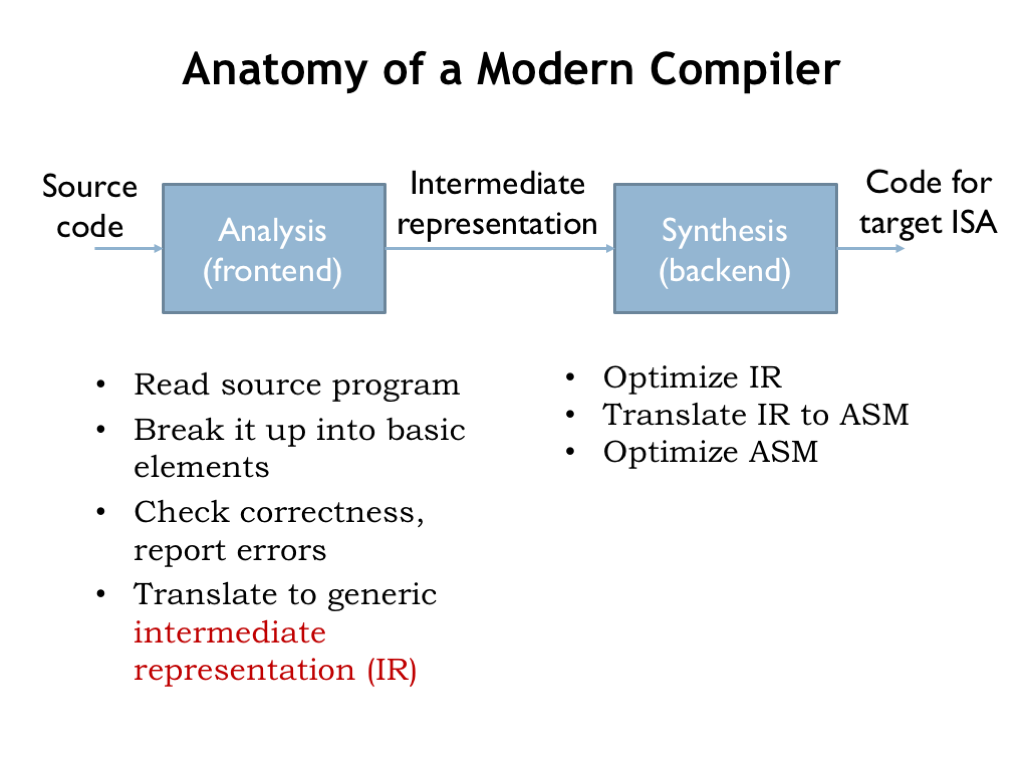 Anatomy of a Modern Compiler
Source
code
Analysis
(frontend)
Intermediate
representation
Synthesis
(backend)
Code for
target ISA
• Read source program
• Break it up into basic
elements
• Check correctness,
report errors
• Translate to generic
intermediate
representation (IR)
• Optimize IR
• Translate IR to ASM
• Optimize ASM